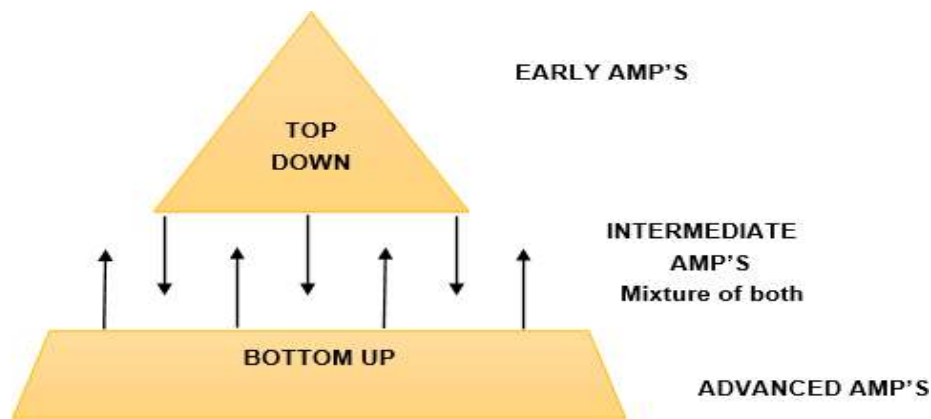 EARLY AMP'S
TOP
DOWN
INTERMEDIATE
AMP'S
Mixture of both
BOTTOM UP
ADVANCED AMP'S